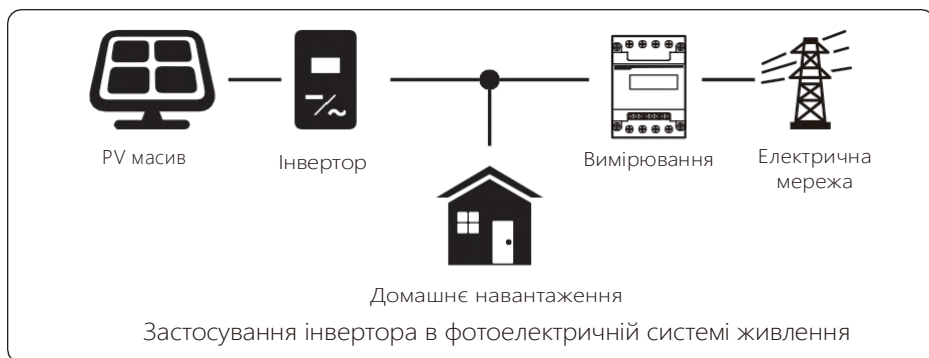 PV масив
Інвертор
Вимірювання
Електрична
мережа
Домашнє навантаження
Застосування інвертора в фотоелектричній системі живлення